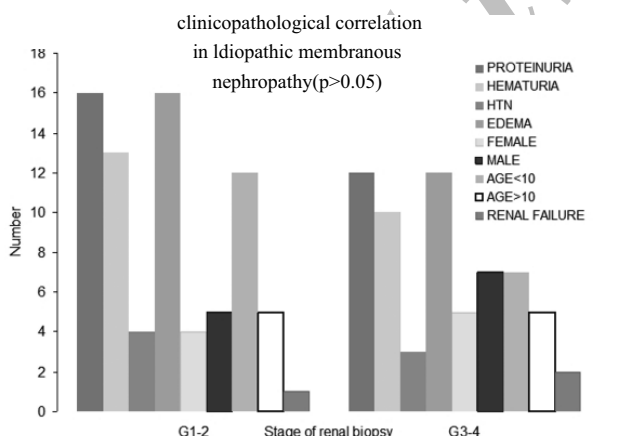 clinicopathological correlation
in ldiopathic membranous
nephropathy(p>0.05)
18
16
14
12
10
8
6
4
2
0
Number
PROTEINURIA
HEMATURIA
HTN
EDEMA
FEMALE
MALE
AGE<10
AGE>10
RENAL FAILURE
G1-2 Stage of renal biopsy G3-4